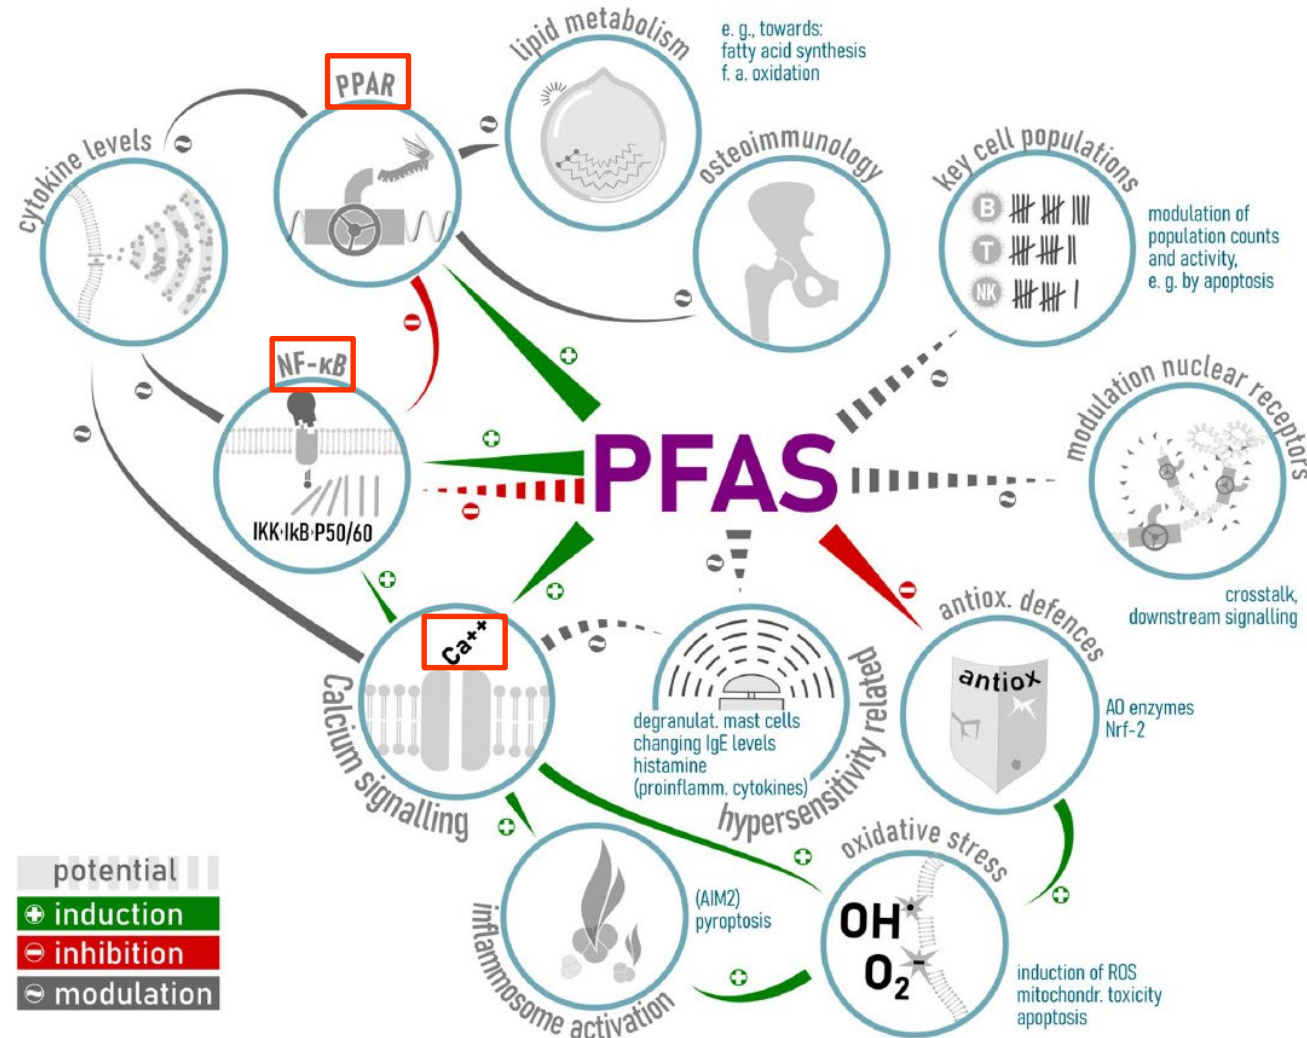 lipid metabolism
e. g., towards:
fatty acid synthesis
f. a. oxidation
PPAR
cytokine levels
osteoimmunology
key cell populations
B
T
NK
modulation of
population counts
and activity,
e. g. by apoptosis
NF-κB
IKK›IkB›P50/60
PFAS
modulation nuclear receptors
crosstalk,
downstream signalling
Ca++
Calcium signalling
degranulat. mast cells
changing IgE levels
histamine
(proinflamm. cytokines)
hypersensitivity related
antiox. defences
antiox
AO enzymes
Nrf-2
inflammosome activation
(AIM2)
pyroptosis
oxidative stress
OH•
O2-
induction of ROS
mitochondr. toxicity
apoptosis
potential
+ induction
− inhibition
~ modulation